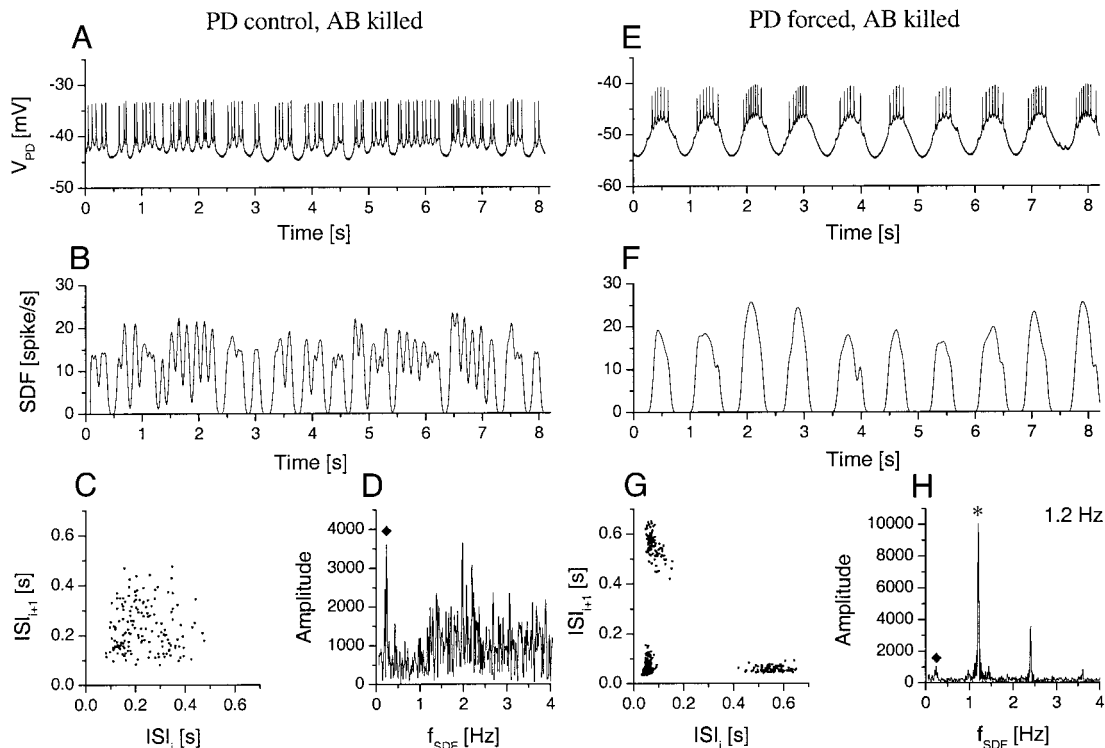 PD control, AB killed
PD forced, AB killed
A
V_PD [mV]
-30
-40
-50
0 1 2 3 4 5 6 7 8
Time [s]
B
SDF [spike/s]
30
20
10
0
0 1 2 3 4 5 6 7 8
Time [s]
C
ISI_i+1 [s]
0.6
0.4
0.2
0.0
0.0 0.2 0.4 0.6
ISI_i [s]
D
◆
Amplitude
4000
3000
2000
1000
0
0 1 2 3 4
f_SDF [Hz]
E
-40
-50
-60
0 1 2 3 4 5 6 7 8
Time [s]
F
30
20
10
0
0 1 2 3 4 5 6 7 8
Time [s]
G
ISI_i+1 [s]
0.6
0.4
0.2
0.0
0.0 0.2 0.4 0.6
ISI_i [s]
H
* 1.2 Hz
◆
Amplitude
10000
8000
6000
4000
2000
0
0 1 2 3 4
f_SDF [Hz]